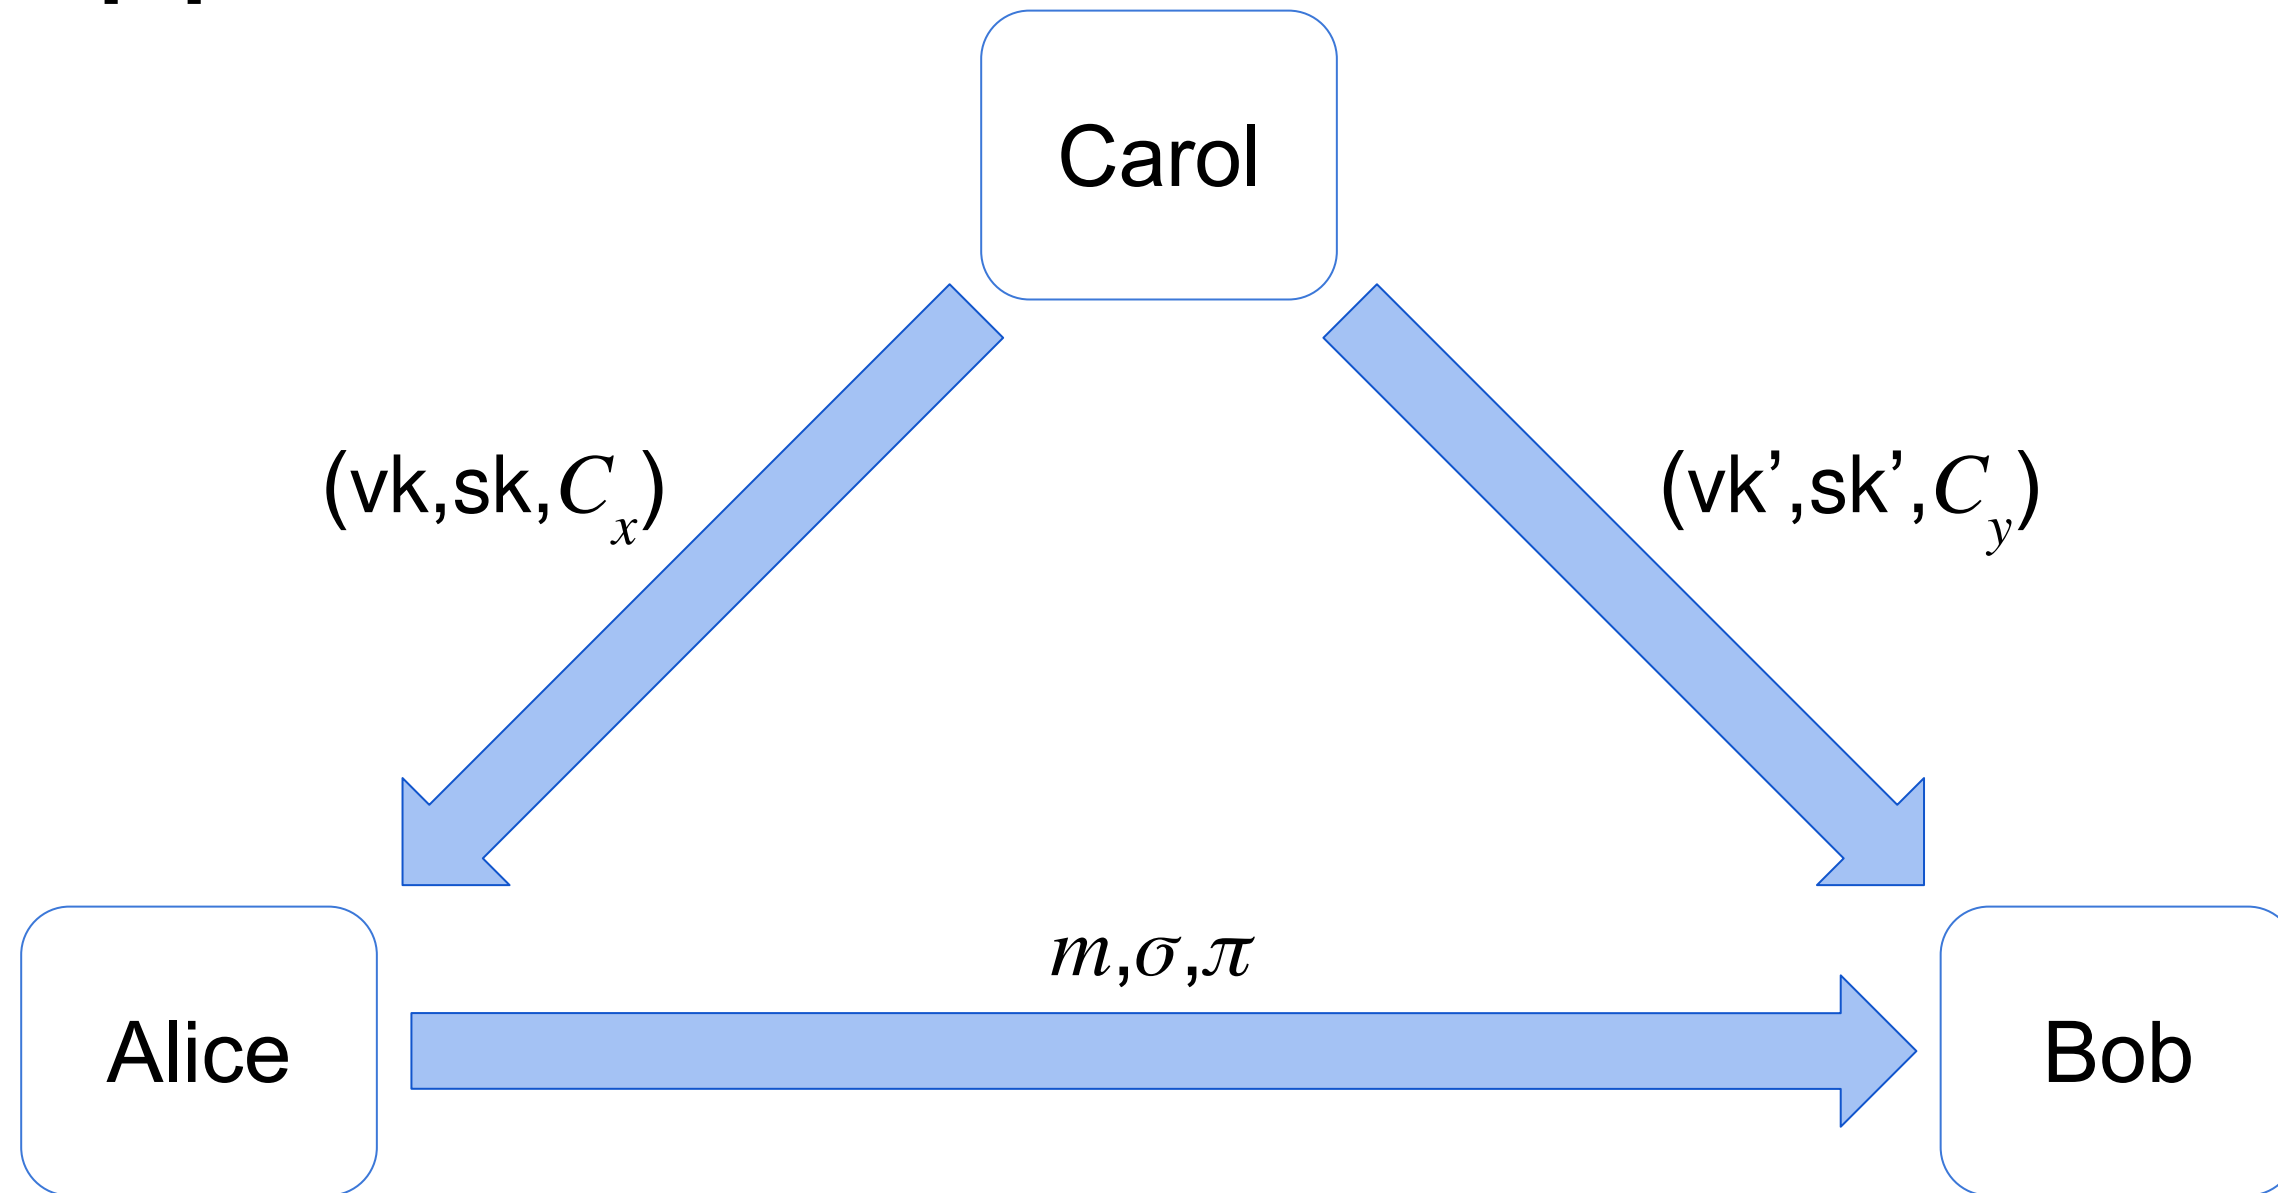 Carol
(vk,sk,C_x)
(vk’,sk’,C_y)
m,σ,π
Alice
Bob